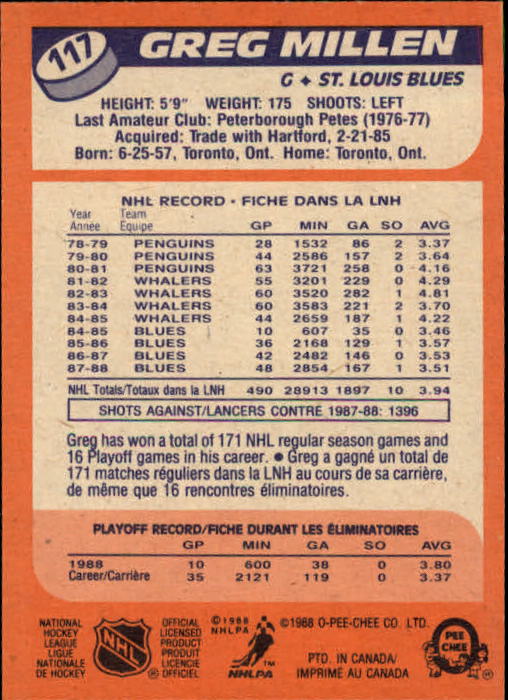 117
GREG MILLEN
G ♦ ST. LOUIS BLUES
HEIGHT: 5'9" WEIGHT: 175 SHOOTS: LEFT
Last Amateur Club: Peterborough Petes (1976-77)
Acquired: Trade with Hartford, 2-21-85
Born: 6-25-57, Toronto, Ont. Home: Toronto, Ont.
NHL RECORD • FICHE DANS LA LNH
Year Team
Année Equipe GP MIN GA SO AVG
78-79 PENGUINS 28 1532 86 2 3.37
79-80 PENGUINS 44 2586 157 2 3.64
80-81 PENGUINS 63 3721 258 0 4.16
81-82 WHALERS 55 3201 229 0 4.29
82-83 WHALERS 60 3520 282 1 4.81
83-84 WHALERS 60 3583 221 2 3.70
84-85 WHALERS 44 2659 187 1 4.22
84-85 BLUES 10 607 35 0 3.46
85-86 BLUES 36 2168 129 1 3.57
86-87 BLUES 42 2482 146 0 3.53
87-88 BLUES 48 2854 167 1 3.51
NHL Totals/Totaux dans la LNH 490 28913 1897 10 3.94
SHOTS AGAINST/LANCERS CONTRE 1987-88: 1396
Greg has won a total of 171 NHL regular season games and
16 Playoff games in his career. • Greg a gagné un total de
171 matches réguliers dans la LNH au cours de sa carrière,
de même que 16 rencontres éliminatoires.
PLAYOFF RECORD/FICHE DURANT LES ÉLIMINATOIRES
GP MIN GA SO AVG
1988 10 600 38 0 3.80
Career/Carrière 35 2121 119 0 3.37
NATIONAL
HOCKEY
LEAGUE
LIGUE
NATIONALE
DE HOCKEY
NHL
®
OFFICIAL
LICENSED
PRODUCT
PRODUIT
LICENCIE
OFFICIEL
©1988
NHLPA
NHLPA
™
©1988 O-PEE-CHEE CO. LTD.
PTD. IN CANADA/
IMPRIMÉ AU CANADA
O
PEE
CHEE